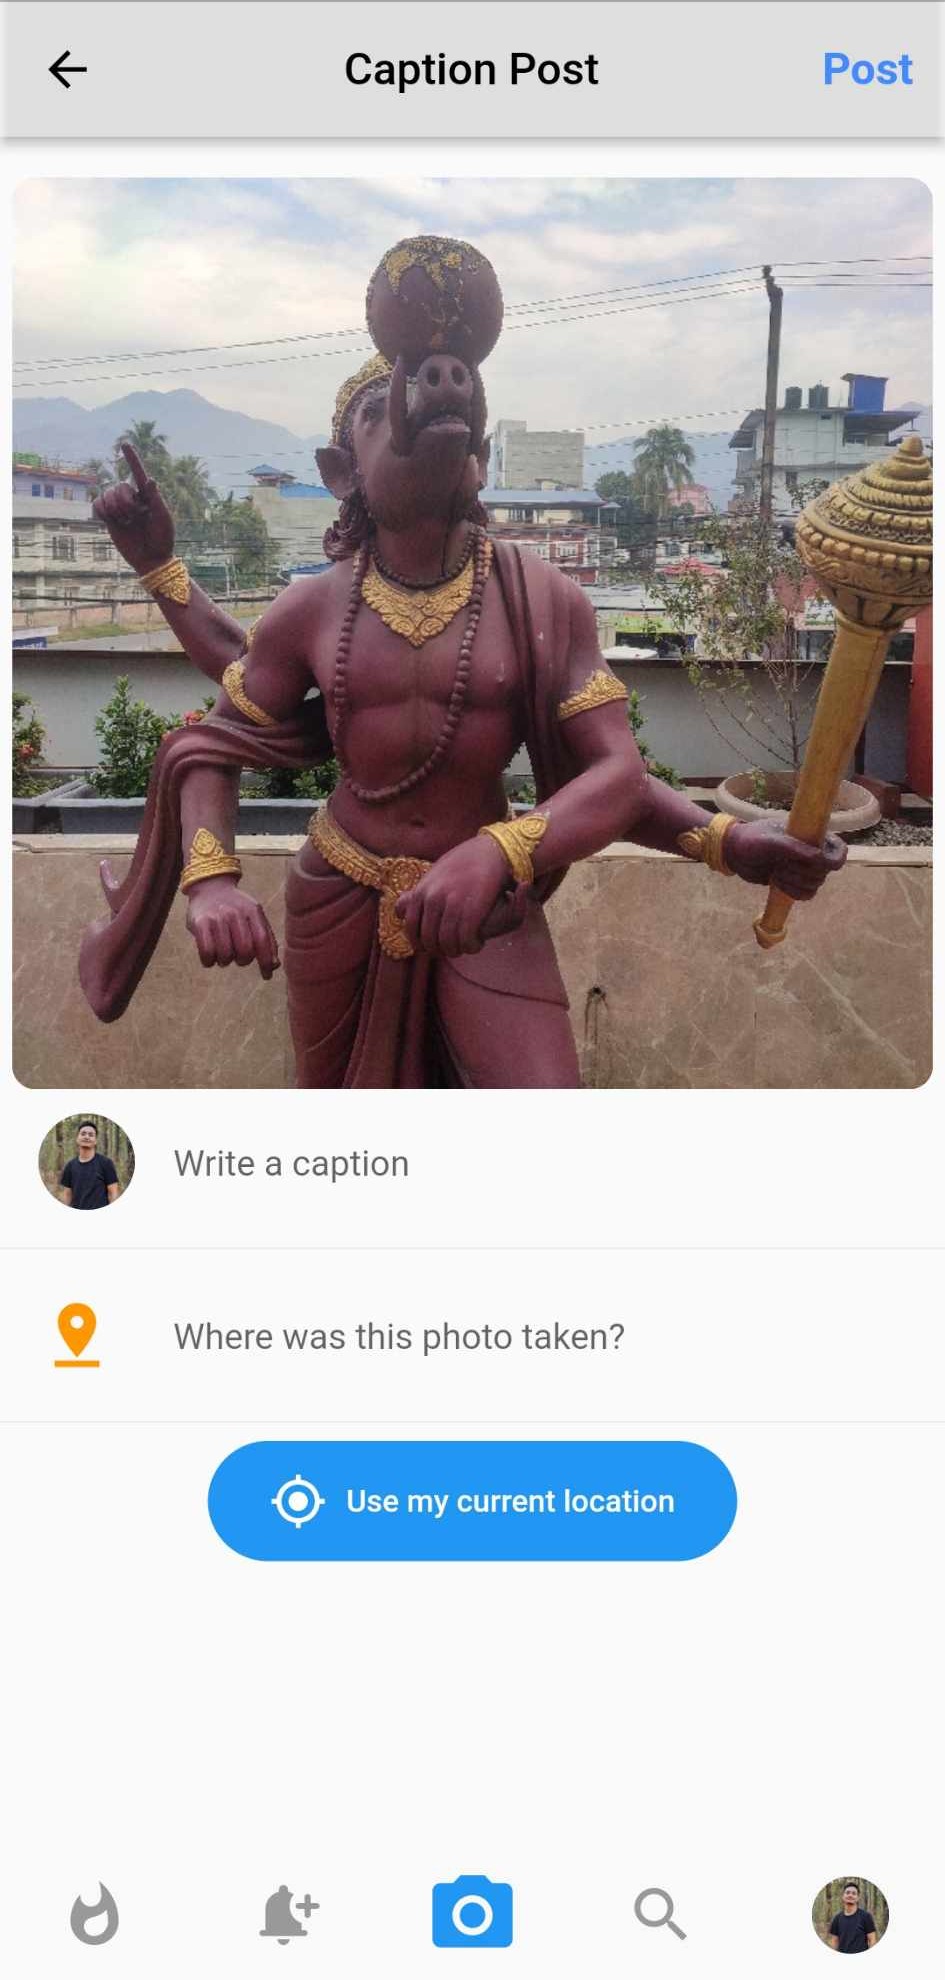 Caption Post
Post
Write a caption
Where was this photo taken?
Use my current location